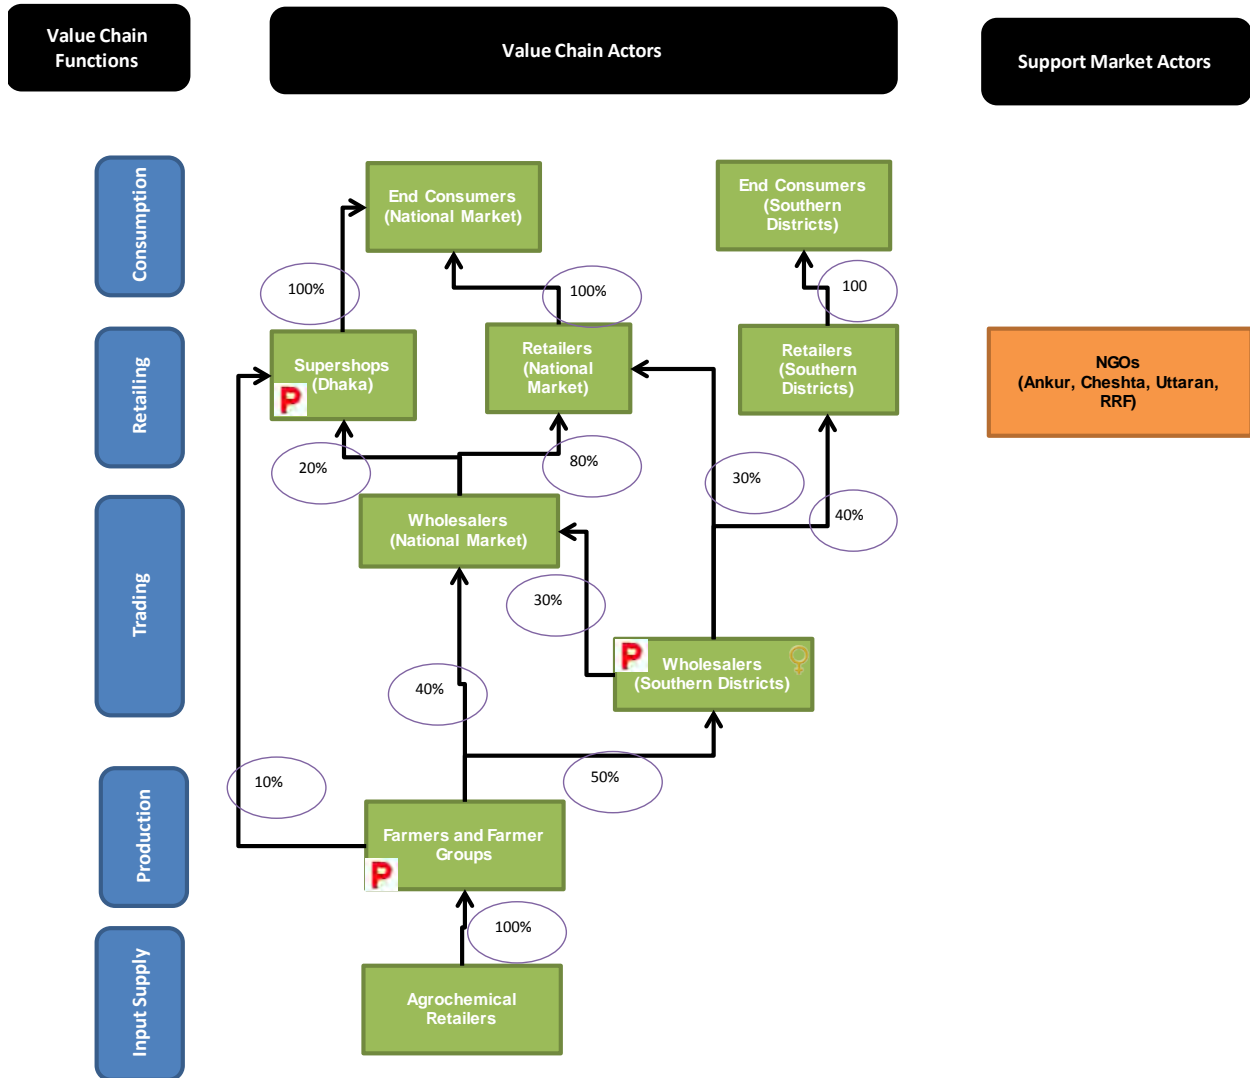 Value Chain
Functions
Value Chain Actors
Support Market Actors
Consumption
End Consumers
(National Market)
End Consumers
(Southern
Districts)
100%
100%
100
Retailing
Supershops
(Dhaka)
P
Retailers
(National
Market)
Retailers
(Southern
Districts)
NGOs
(Ankur, Cheshta, Uttaran,
RRF)
20%
80%
30%
40%
Trading
Wholesalers
(National Market)
30%
P
Wholesalers
(Southern Districts)
40%
50%
10%
Production
Farmers and Farmer
Groups
P
100%
Input Supply
Agrochemical
Retailers